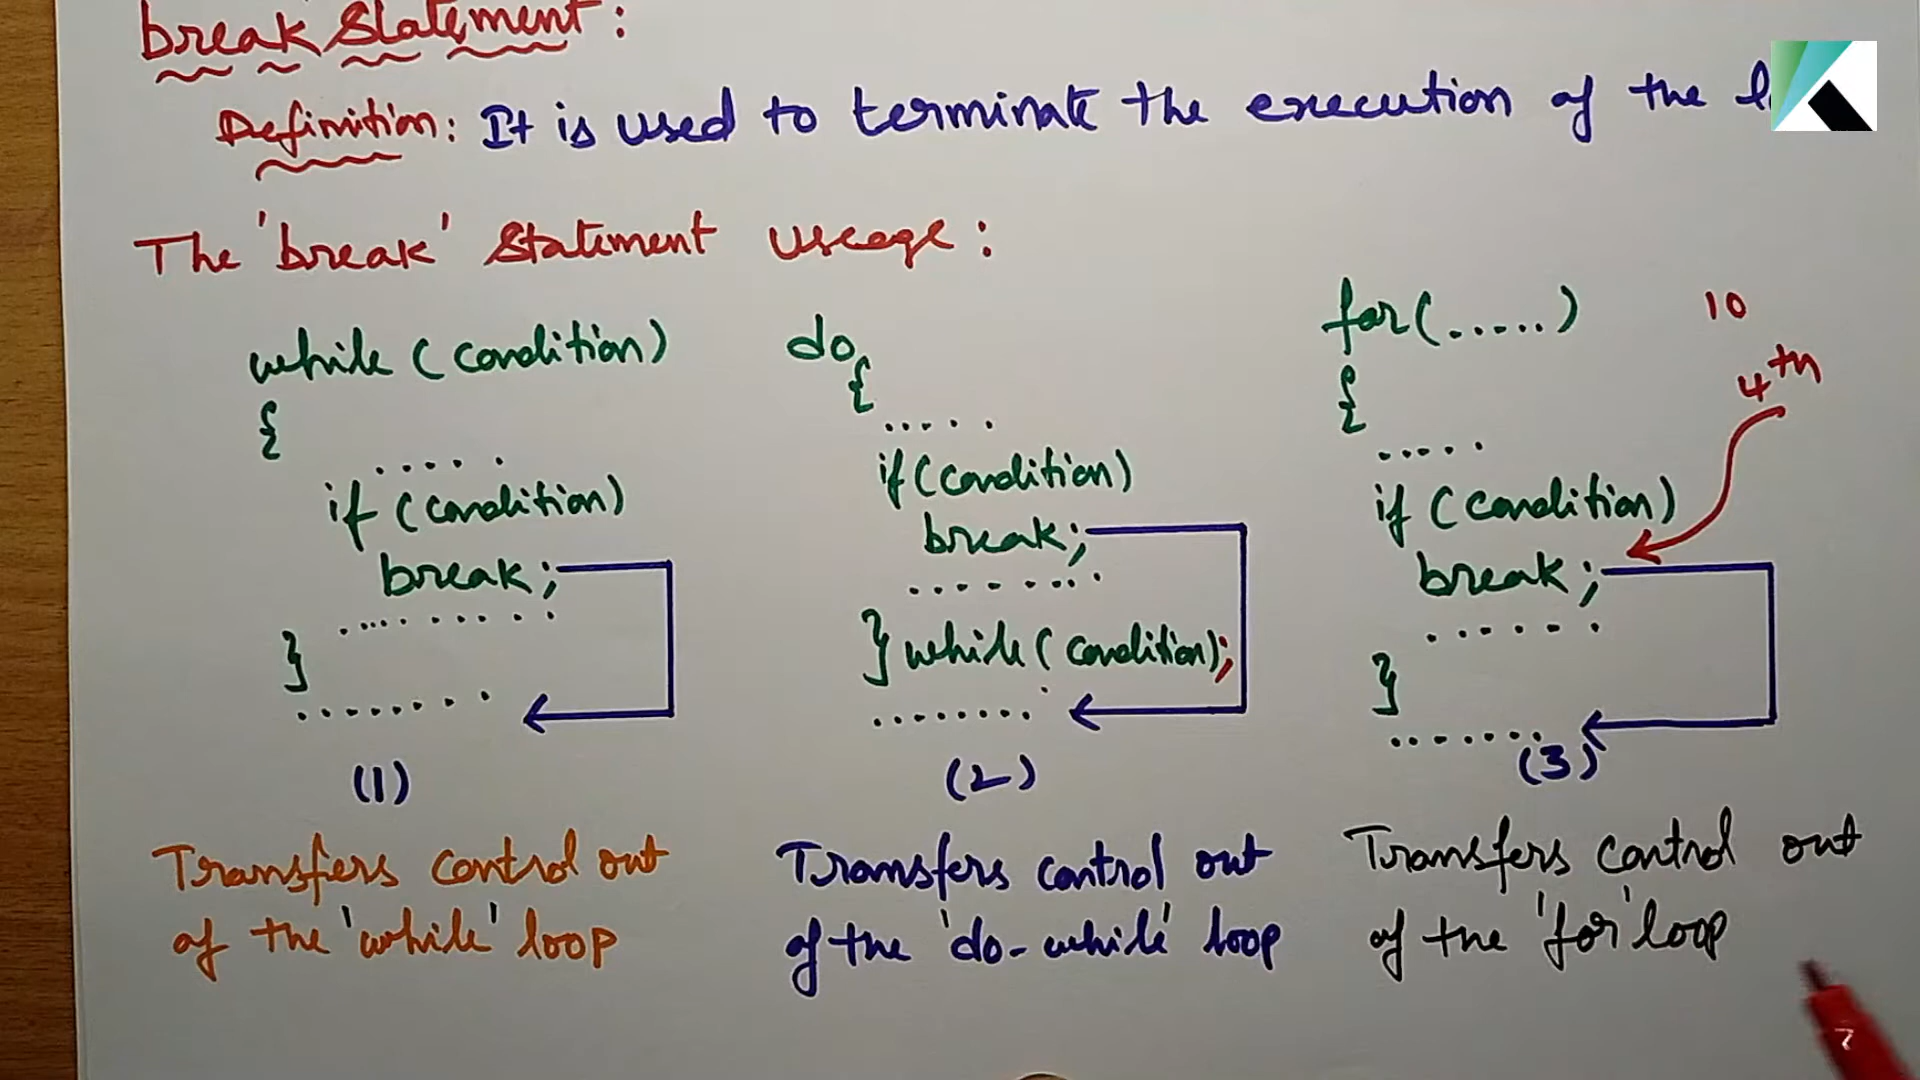 break Statement:
Definition: It is used to terminate the execution of the
The 'break' Statement useage:
while (condition)
{
.....
if (condition)
break;
.........
}
........
(1)
Transfers control out
of the 'while' loop
do
{
.....
if (condition)
break;
.......
} while (condition);
........
(2)
Transfers control out
of the 'do-while' loop
for(.....)
10
4th
{
.....
if (condition)
break;
......
}
.......
(3)
Transfers control out
of the 'for' loop